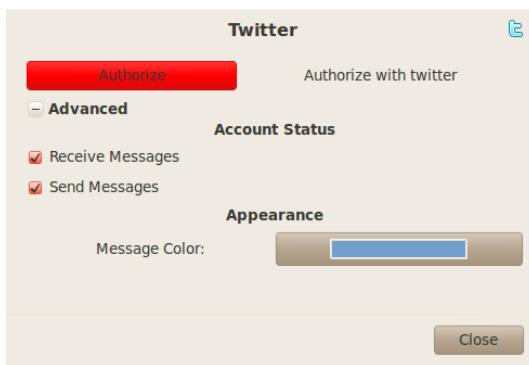 Twitter
Authorize
Authorize with twitter
Advanced
Account Status
Receive Messages
Send Messages
Appearance
Message Color:
Close